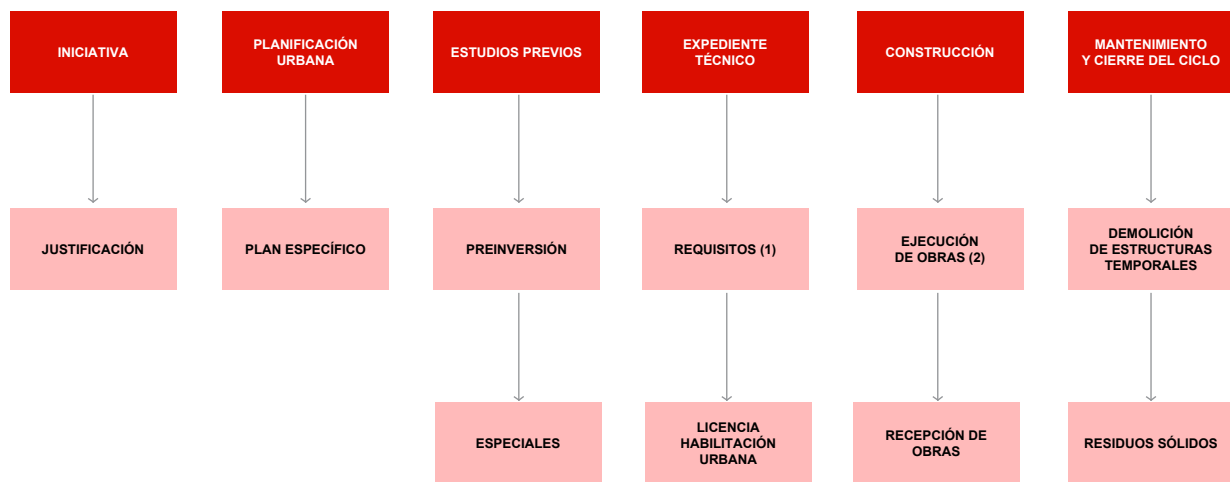 INICIATIVA
PLANIFICACIÓN
URBANA
ESTUDIOS PREVIOS
EXPEDIENTE
TÉCNICO
CONSTRUCCIÓN
MANTENIMIENTO
Y CIERRE DEL CICLO
JUSTIFICACIÓN
PLAN ESPECÍFICO
PREINVERSIÓN
REQUISITOS (1)
EJECUCIÓN
DE OBRAS (2)
DEMOLICIÓN
DE ESTRUCTURAS
TEMPORALES
ESPECIALES
LICENCIA
HABILITACIÓN
URBANA
RECEPCIÓN DE
OBRAS
RESIDUOS SÓLIDOS